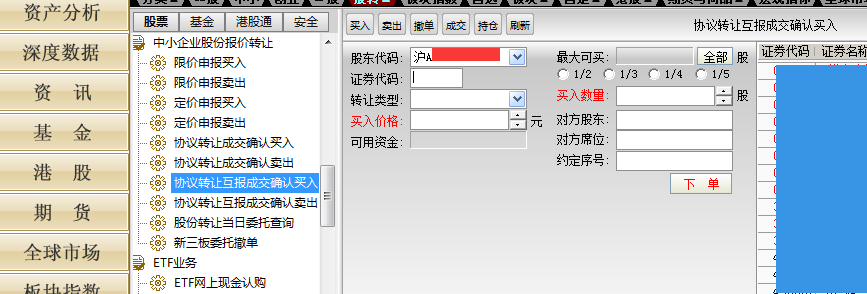 资产分析
深度数据
资 讯
基 金
港 股
期 货
全球市场
板块指数
股票 基金 港股通 安全
中小企业股份报价转让
限价申报买入
限价申报卖出
定价申报买入
定价申报卖出
协议转让成交确认买入
协议转让成交确认卖出
协议转让互报成交确认买入
协议转让互报成交确认卖出
股份转让当日委托查询
新三板委托撤单
ETF业务
ETF网上现金认购
买入 卖出 撤单 成交 持仓 刷新
协议转让互报成交确认买入
股东代码: 沪A
证券代码:
转让类型:
买入价格: 元
可用资金:
最大可买: 全部 股
1/2 1/3 1/4 1/5
买入数量: 股
对方股东:
对方席位:
约定序号:
下 单
证券代码 证券名称